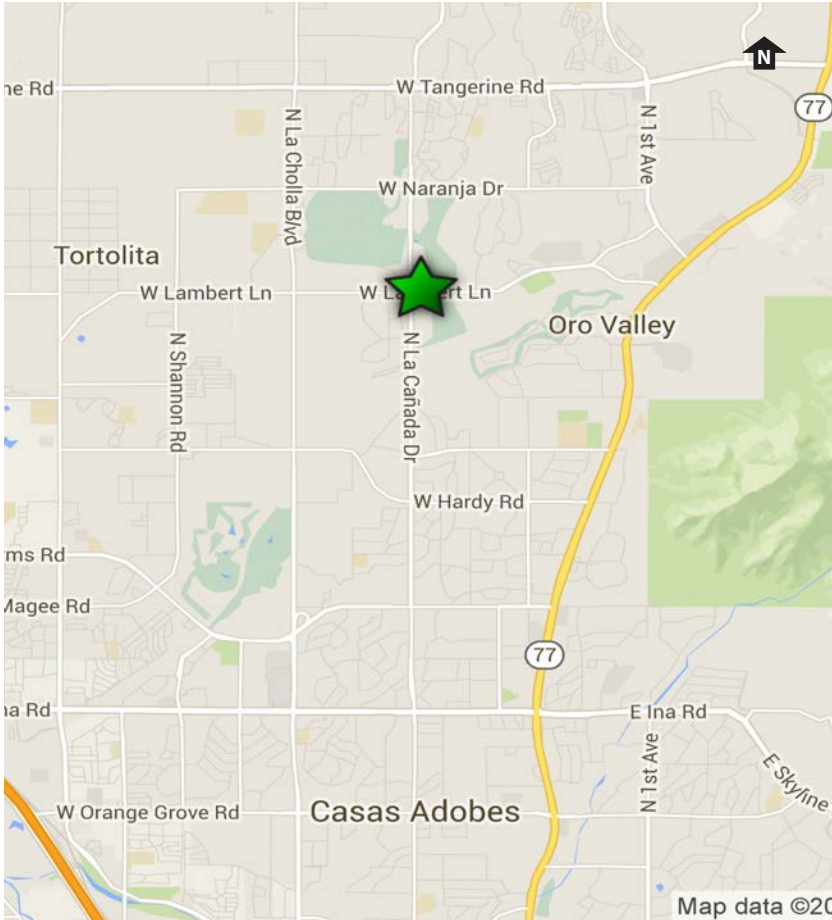 N
ne Rd
W Tangerine Rd
77
N La Cholla Blvd
N 1st Ave
W Naranja Dr
Tortolita
W Lambert Ln
W La rt Ln
Oro Valley
N Shannon Rd
N La Cañada Dr
W Hardy Rd
rms Rd
Magee Rd
77
na Rd
E Ina Rd
N 1st Ave
E Skyline
W Orange Grove Rd
Casas Adobes
Map data ©20